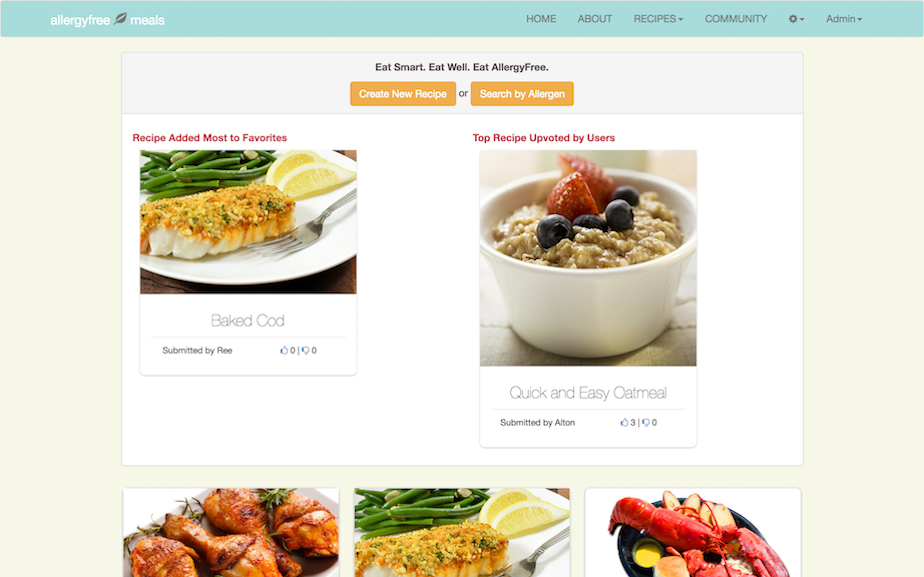 allergyfree meals HOME ABOUT RECIPES COMMUNITY Admin
Eat Smart. Eat Well. Eat AllergyFree.
Create New Recipe or Search by Allergen
Recipe Added Most to Favorites
Baked Cod
Submitted by Ree 0 | 0
Top Recipe Upvoted by Users
Quick and Easy Oatmeal
Submitted by Alton 3 | 0